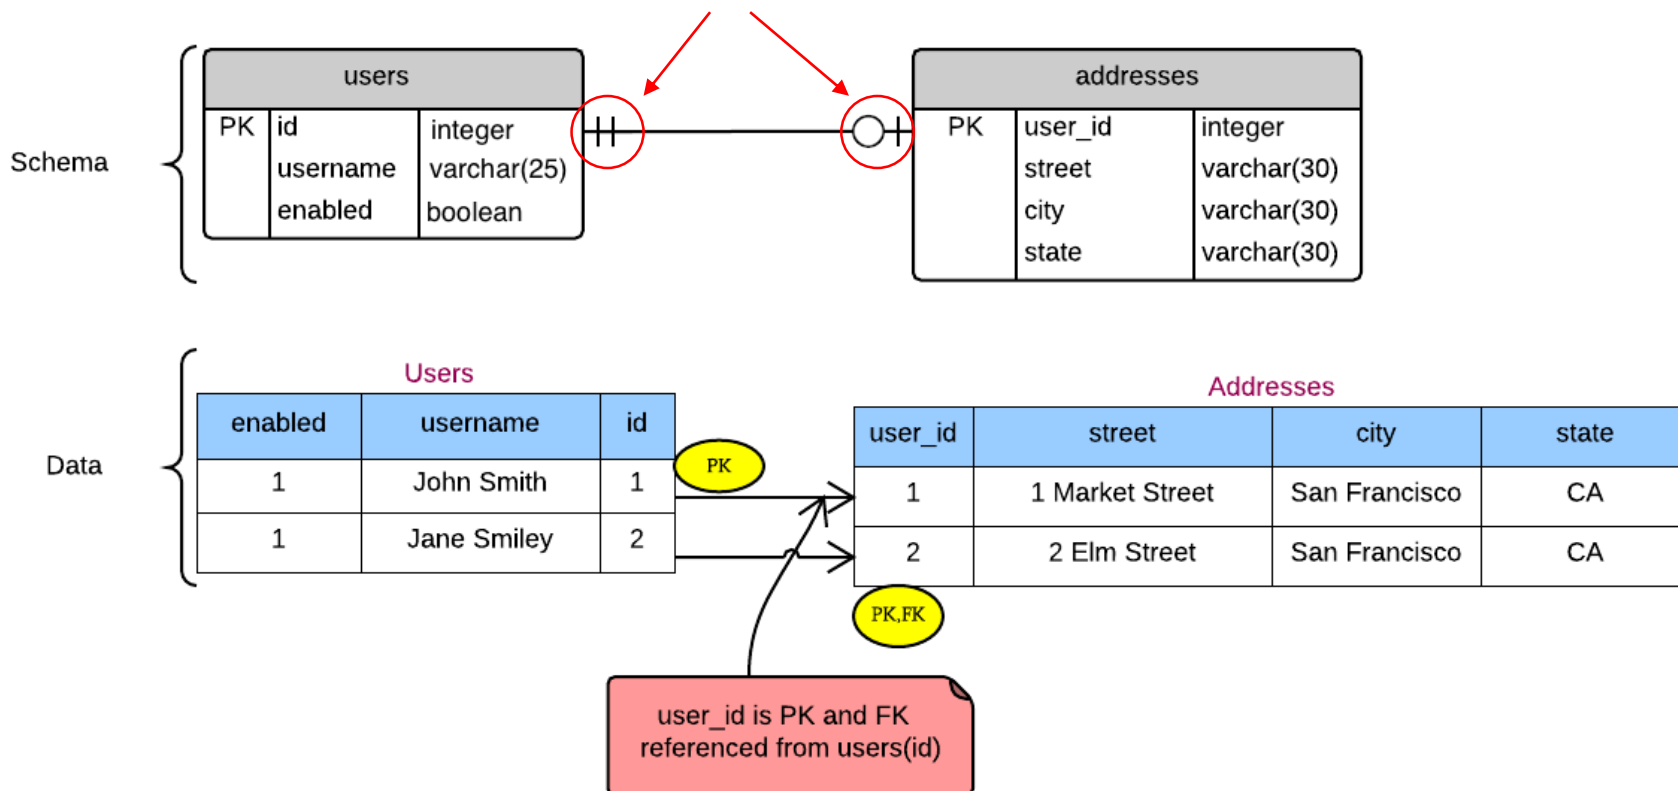 users
addresses
PK id integer
username varchar(25)
enabled boolean
PK user_id integer
street varchar(30)
city varchar(30)
state varchar(30)
Schema
Users
enabled username id
1 John Smith 1
1 Jane Smiley 2
PK
Addresses
user_id street city state
1 1 Market Street San Francisco CA
2 2 Elm Street San Francisco CA
PK,FK
Data
user_id is PK and FK
referenced from users(id)